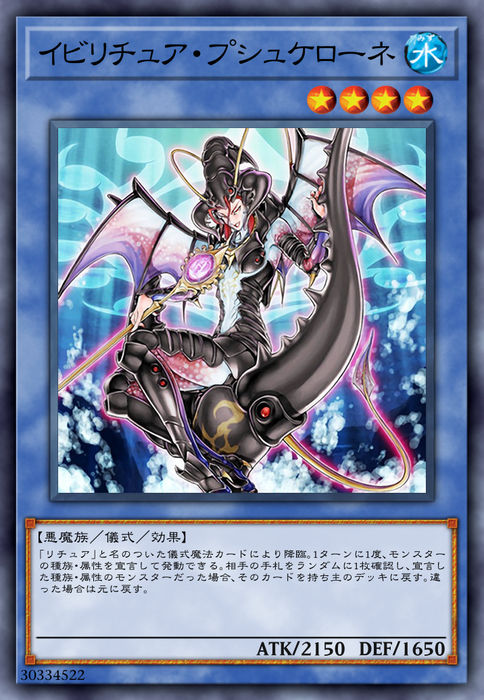 イビリチュア・プシュケローネ
みず
水
【悪魔族／儀式／効果】
「リチュア」と名のついた儀式魔法カードにより降臨。1ターンに1度、モンスター
の種族・属性を宣言して発動できる。相手の手札をランダムに1枚確認し、宣言し
た種族・属性のモンスターだった場合、そのカードを持ち主のデッキに戻す。違
った場合は元に戻す。
ATK/2150 DEF/1650
30334522